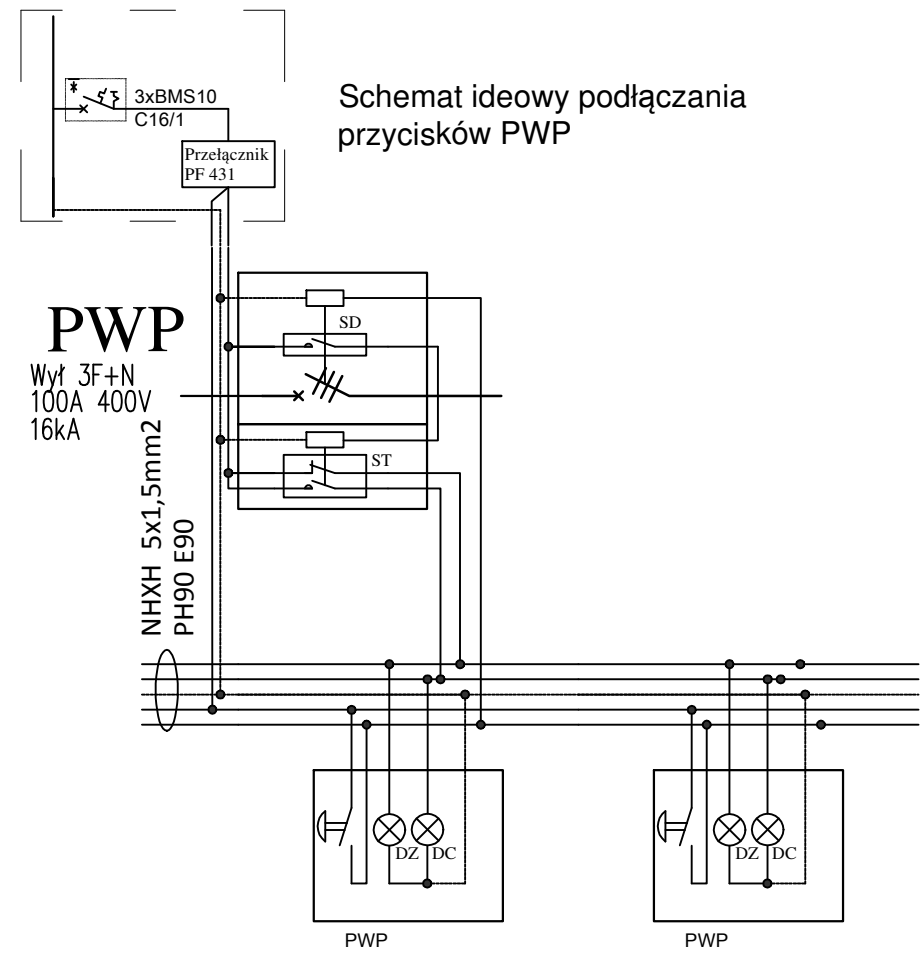 3xBMS10
C16/1
Schemat ideowy podłączania
przycisków PWP
Przełącznik
PF 431
PWP
Wył 3F+N
100A 400V
16kA
SD
ST
NHXH 5x1,5mm2
PH90 E90
DZ DC
DZ DC
PWP
PWP